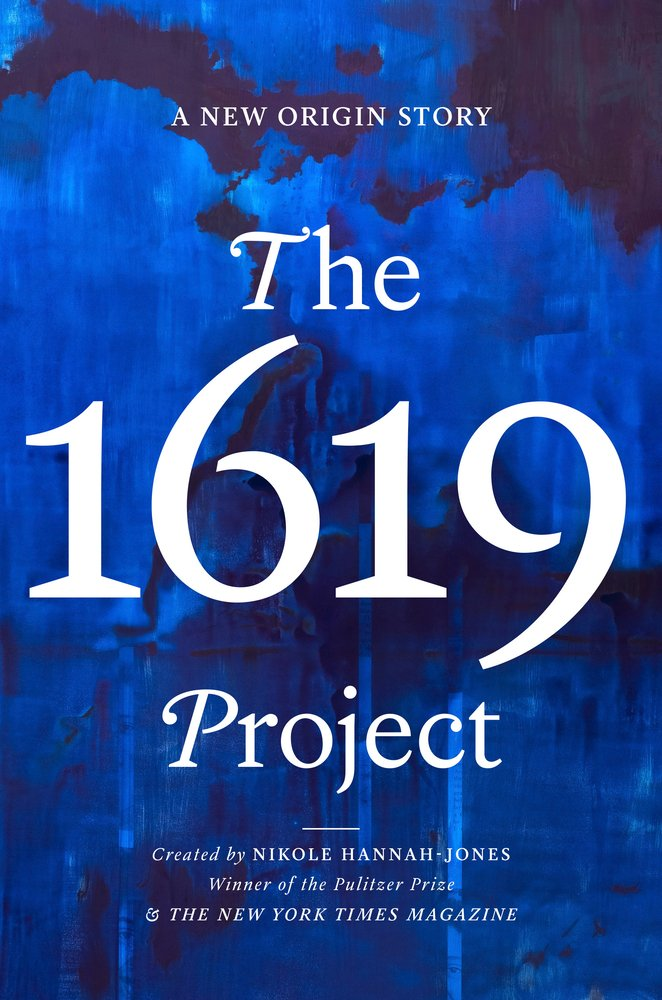 A NEW ORIGIN STORY
The
1619
Project
Created by NIKOLE HANNAH-JONES
Winner of the Pulitzer Prize
& THE NEW YORK TIMES MAGAZINE